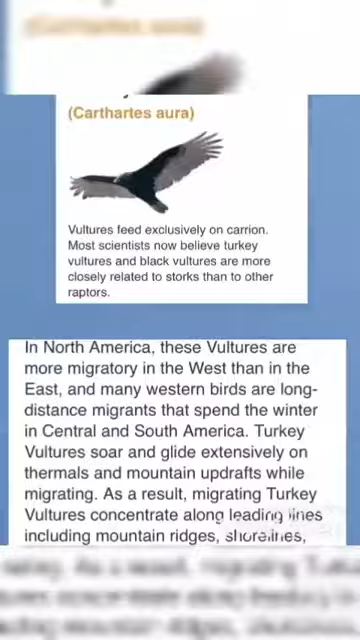 (Carthartes aura)
Vultures feed exclusively on carrion.
Most scientists now believe turkey
vultures and black vultures are more
closely related to storks than to other
raptors.
In North America, these Vultures are
more migratory in the West than in the
East, and many western birds are long-
distance migrants that spend the winter
in Central and South America. Turkey
Vultures soar and glide extensively on
thermals and mountain updrafts while
migrating. As a result, migrating Turkey
Vultures concentrate along leading lines
including mountain ridges, shorelines,